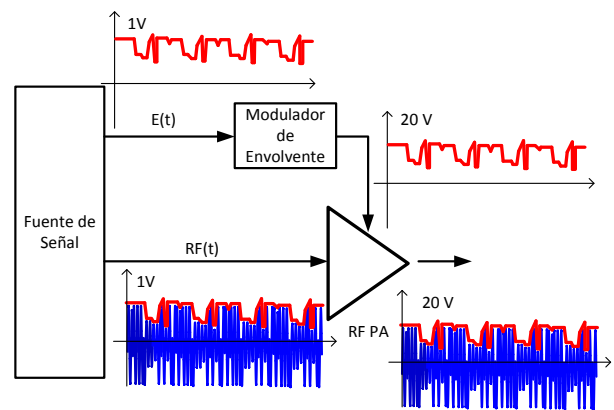 1V
E(t)
Modulador
de
Envolvente
20 V
Fuente de
Señal
RF(t)
1V
RF PA
20 V